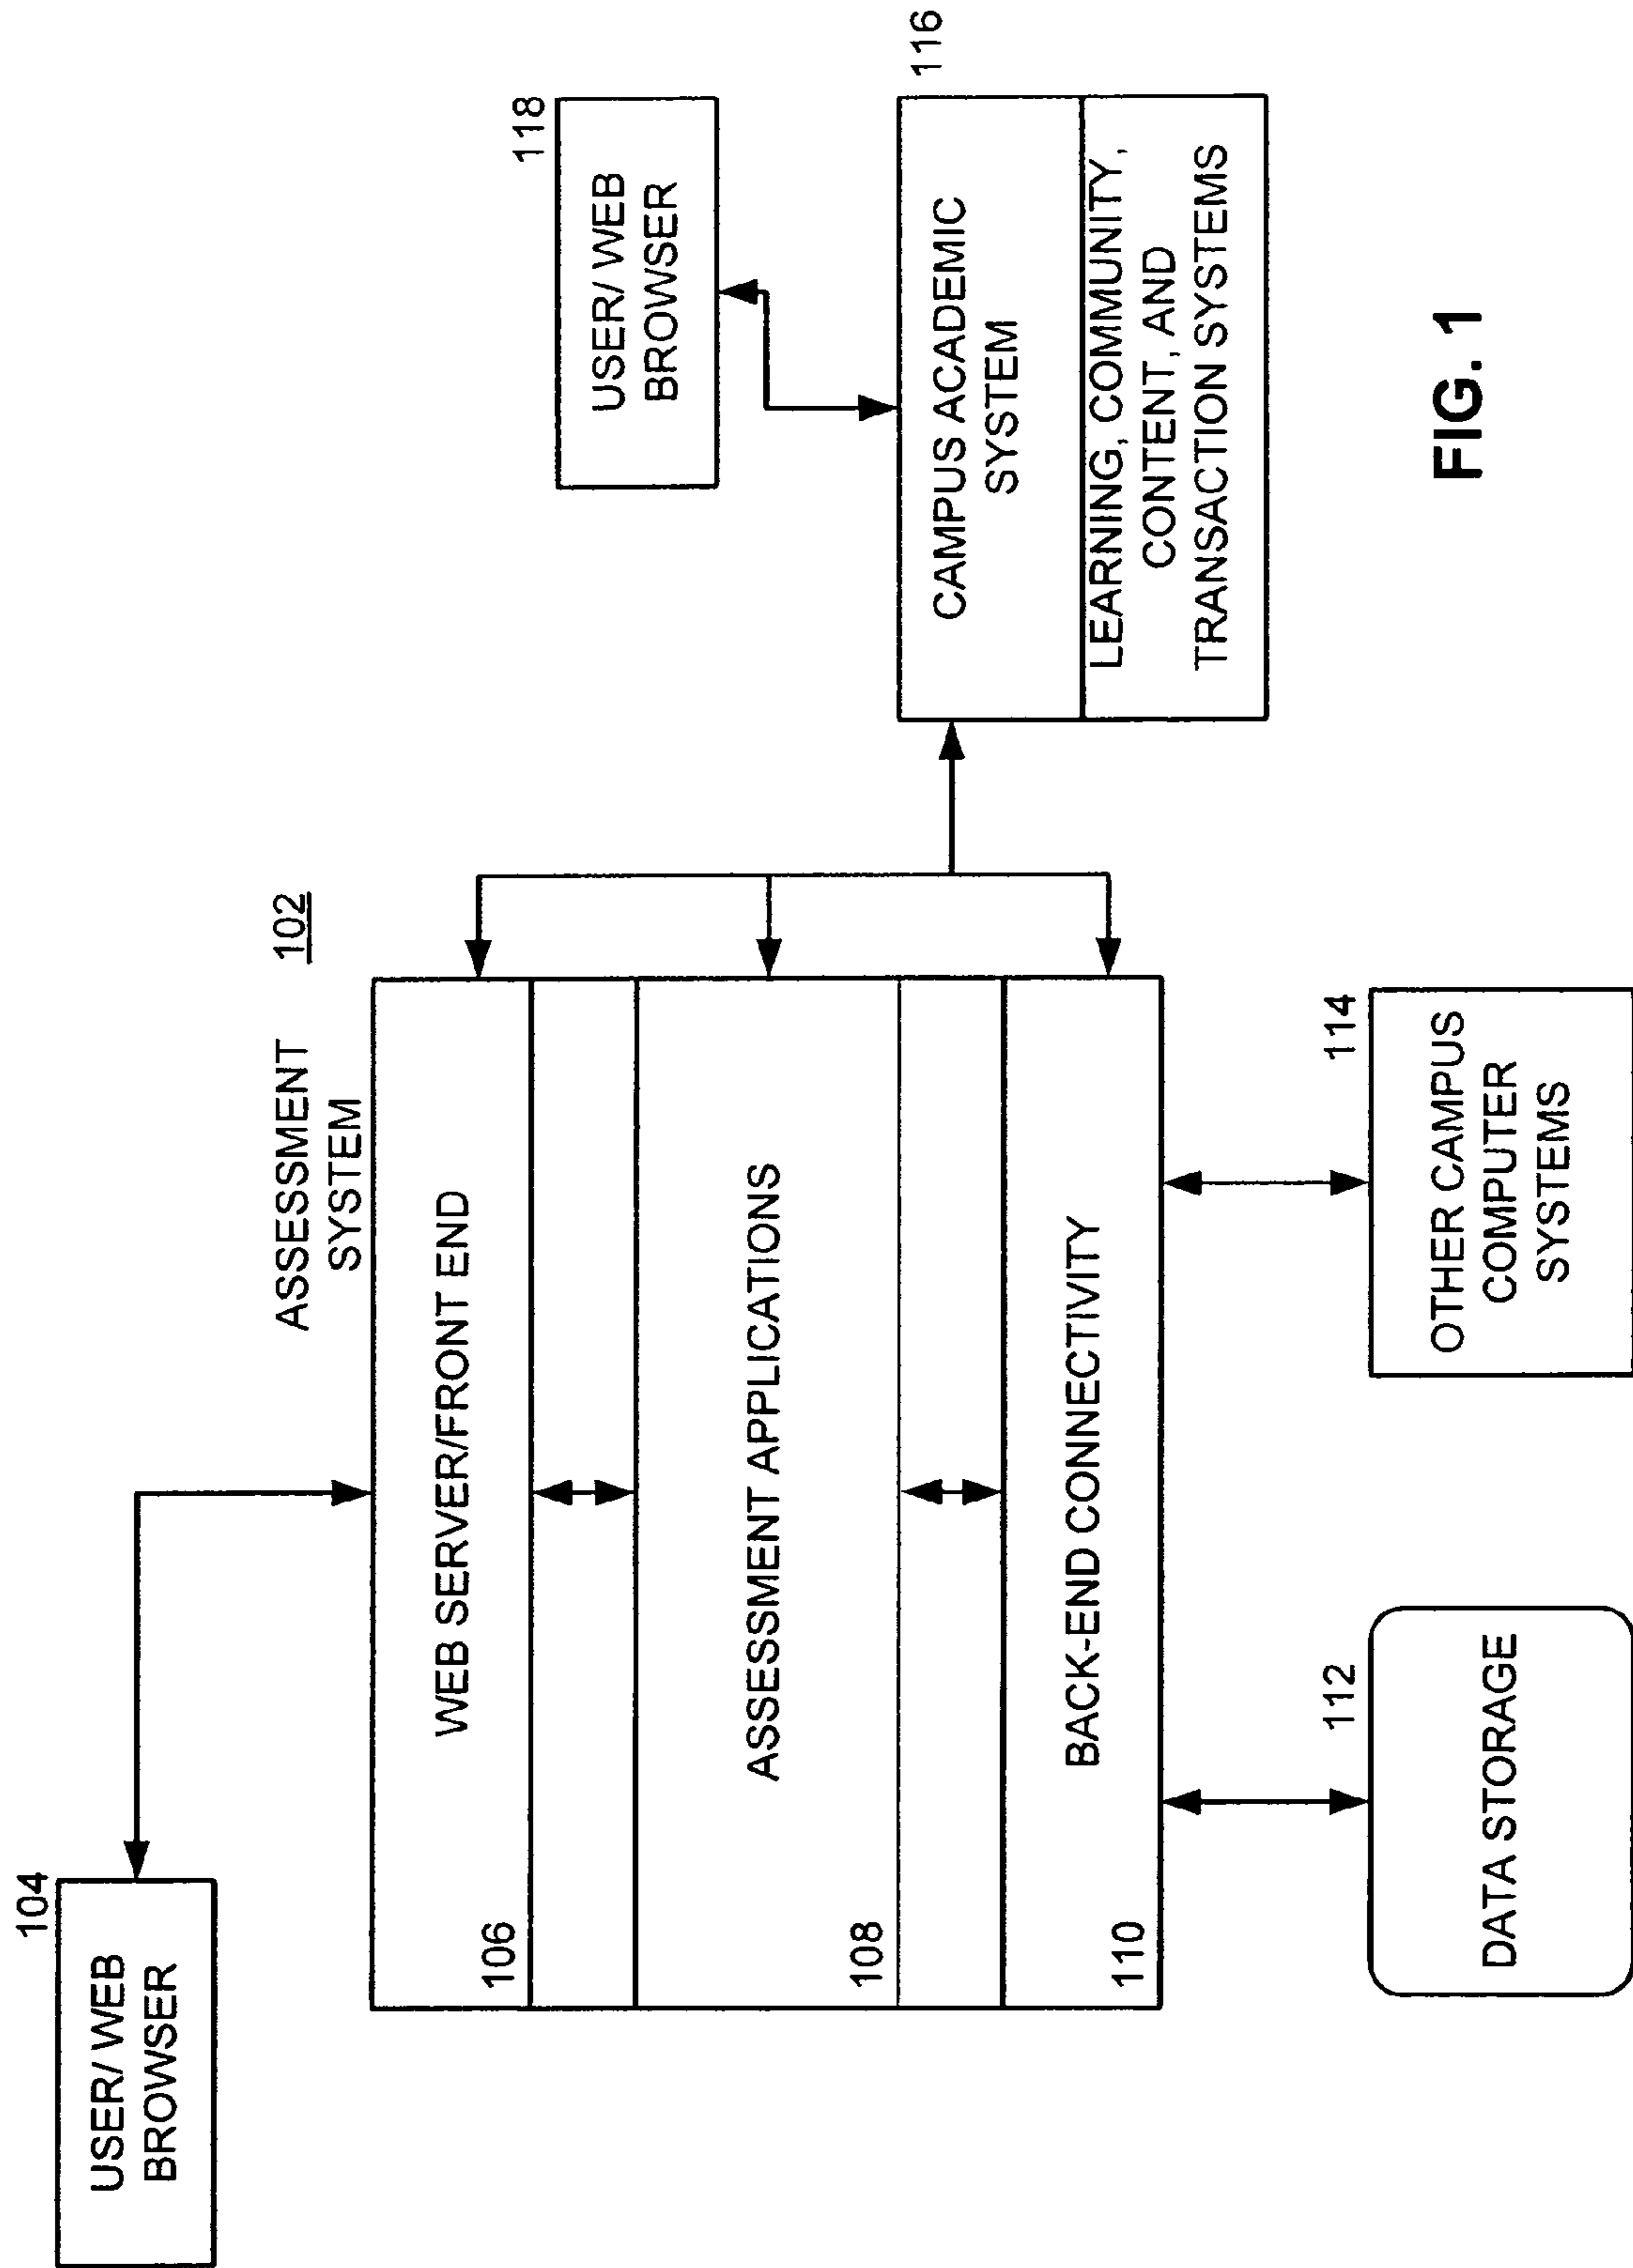 104
USER/ WEB
BROWSER
ASSESSMENT
SYSTEM
102
WEB SERVER/FRONT END
106
ASSESSMENT APPLICATIONS
108
BACK-END CONNECTIVITY
110
112
DATA STORAGE
114
OTHER CAMPUS
COMPUTER
SYSTEMS
118
USER/ WEB
BROWSER
116
CAMPUS ACADEMIC
SYSTEM
LEARNING, COMMUNITY,
CONTENT, AND
TRANSACTION SYSTEMS
FIG. 1